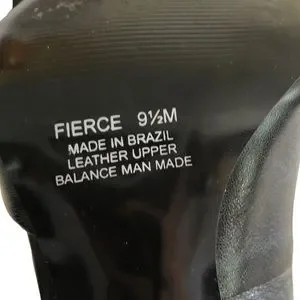 FIERCE 9½M
MADE IN BRAZIL
LEATHER UPPER
BALANCE MAN MADE